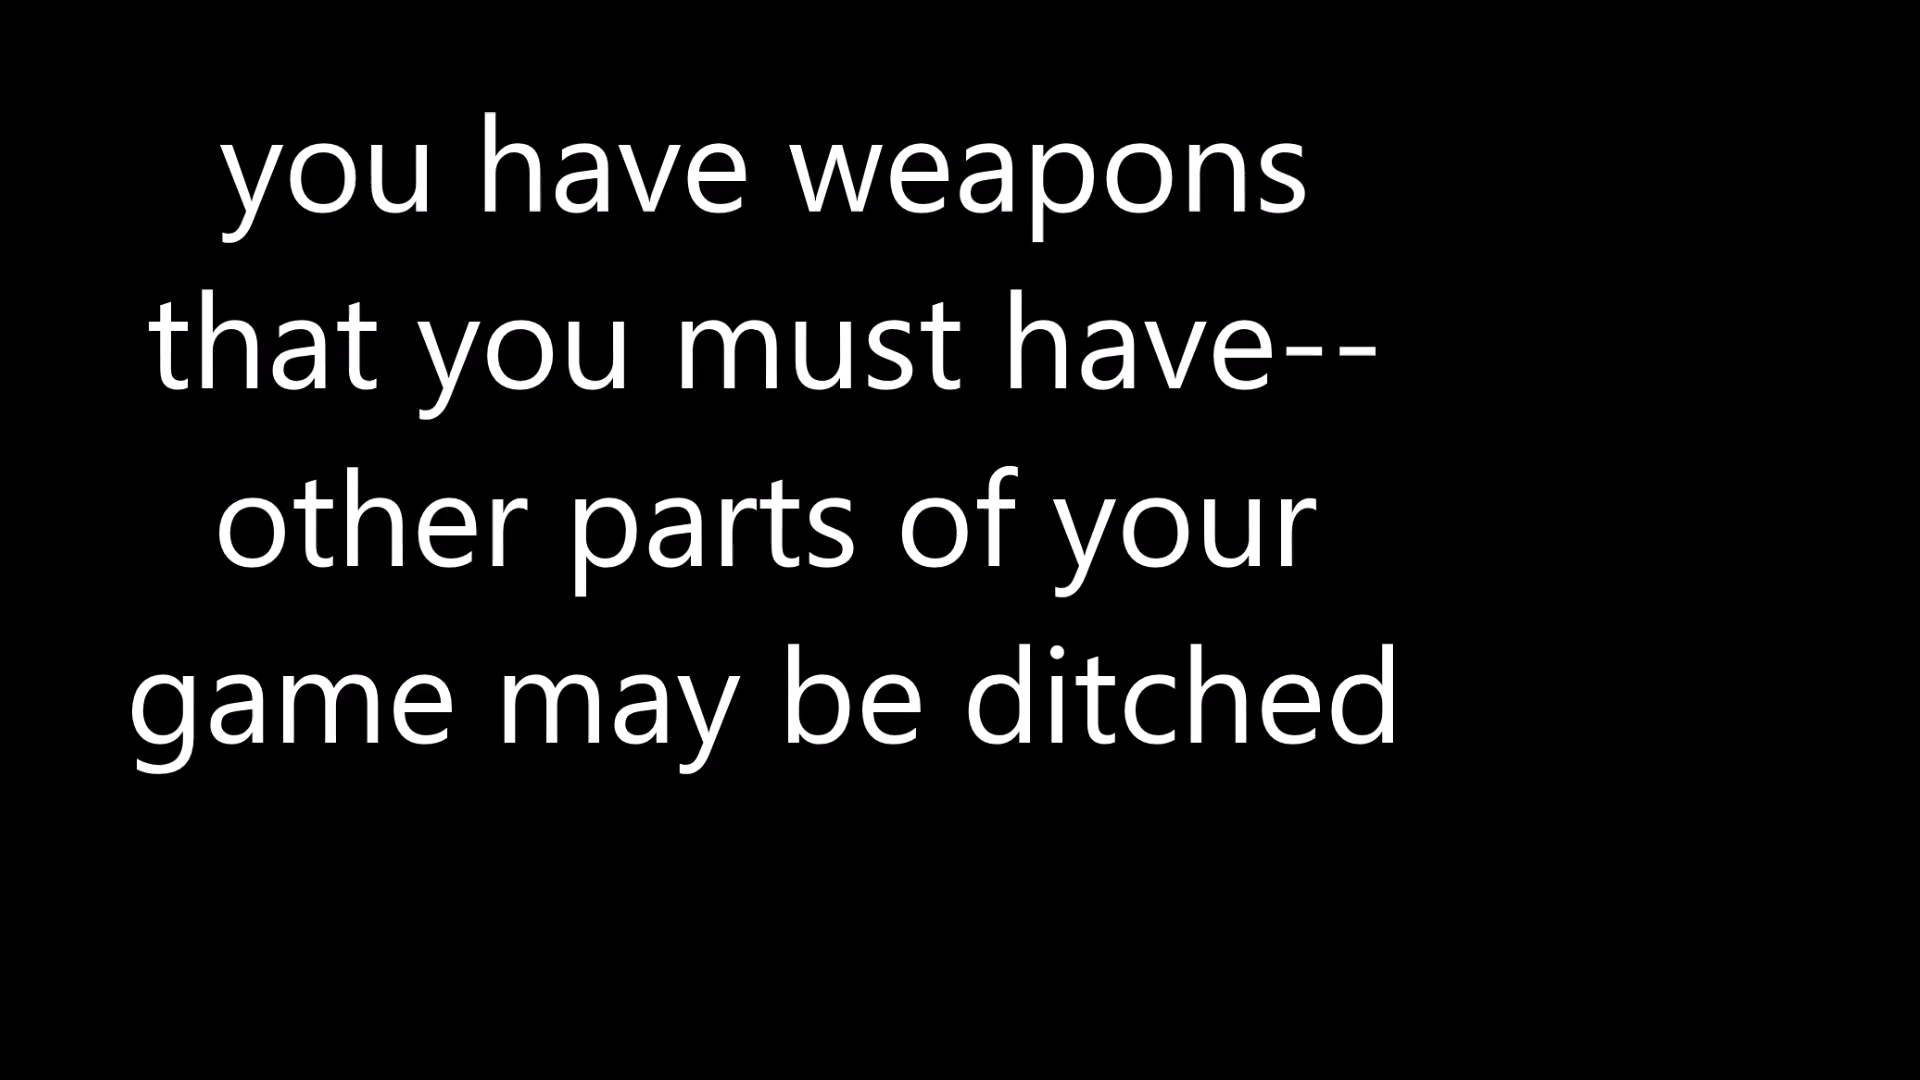 you have weapons
that you must have--
other parts of your
game may be ditched